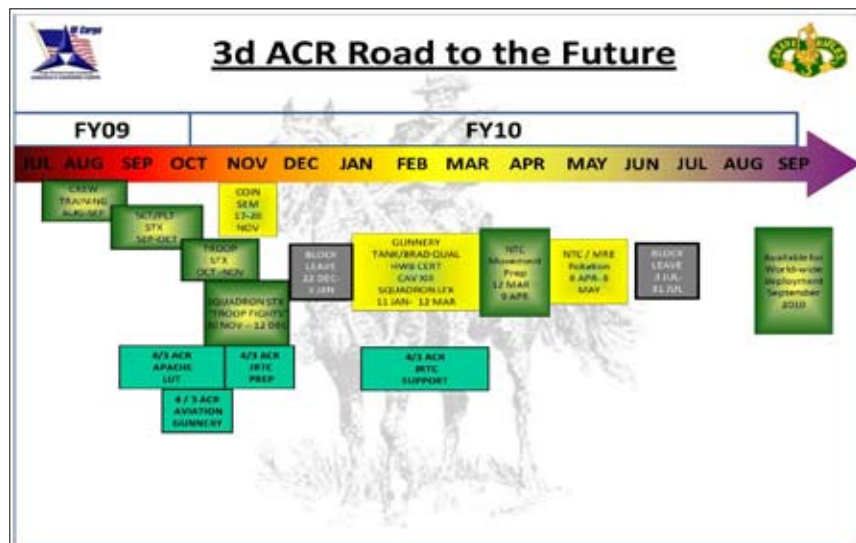 III Corps
3d ACR Road to the Future
BRAVE RIFLES
3
FY09
FY10
JUL AUG SEP OCT NOV DEC JAN FEB MAR APR MAY JUN JUL AUG SEP
CREW
TRAINING
AUG-SEP
SCT/PLT
STX
SEP-OCT
TROOP
STX
OCT-NOV
COIN
SEM
17-20
NOV
SQUADRON STX
"TROOP FIGHTS"
NOV – 12 DEC
BLOCK
LEAVE
22 DEC-
JAN
GUNNERY
TANK/BRAD QUAL
HWB CERT
CAV XIII
SQUADRON LFX
11 JAN- 12 MAR
NTC
Movement
Prep
12 MAR
9 APR
NTC / MRE
Rotation
8 APR-
MAY
BLOCK
LEAVE
3 JUL-
31 JUL
Available for
World-wide
deployment
September
2010
4/3 ACR
APACHE
LUT
4/3 ACR
JRTC
PREP
4/3 ACR
JRTC
SUPPORT
4 / 3 ACR
AVIATION
GUNNERY